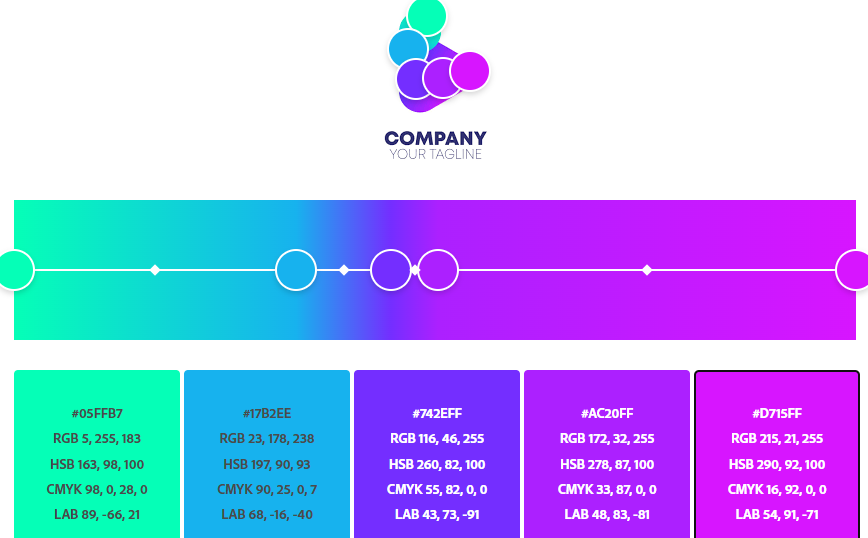 COMPANY
YOUR TAGLINE
#05FFB7
RGB 5, 255, 183
HSB 163, 98, 100
CMYK 98, 0, 28, 0
LAB 89, -66, 21
#17B2EE
RGB 23, 178, 238
HSB 197, 90, 93
CMYK 90, 25, 0, 7
LAB 68, -16, -40
#742EFF
RGB 116, 46, 255
HSB 260, 82, 100
CMYK 55, 82, 0, 0
LAB 43, 73, -91
#AC20FF
RGB 172, 32, 255
HSB 278, 87, 100
CMYK 33, 87, 0, 0
LAB 48, 83, -81
#D715FF
RGB 215, 21, 255
HSB 290, 92, 100
CMYK 16, 92, 0, 0
LAB 54, 91, -71